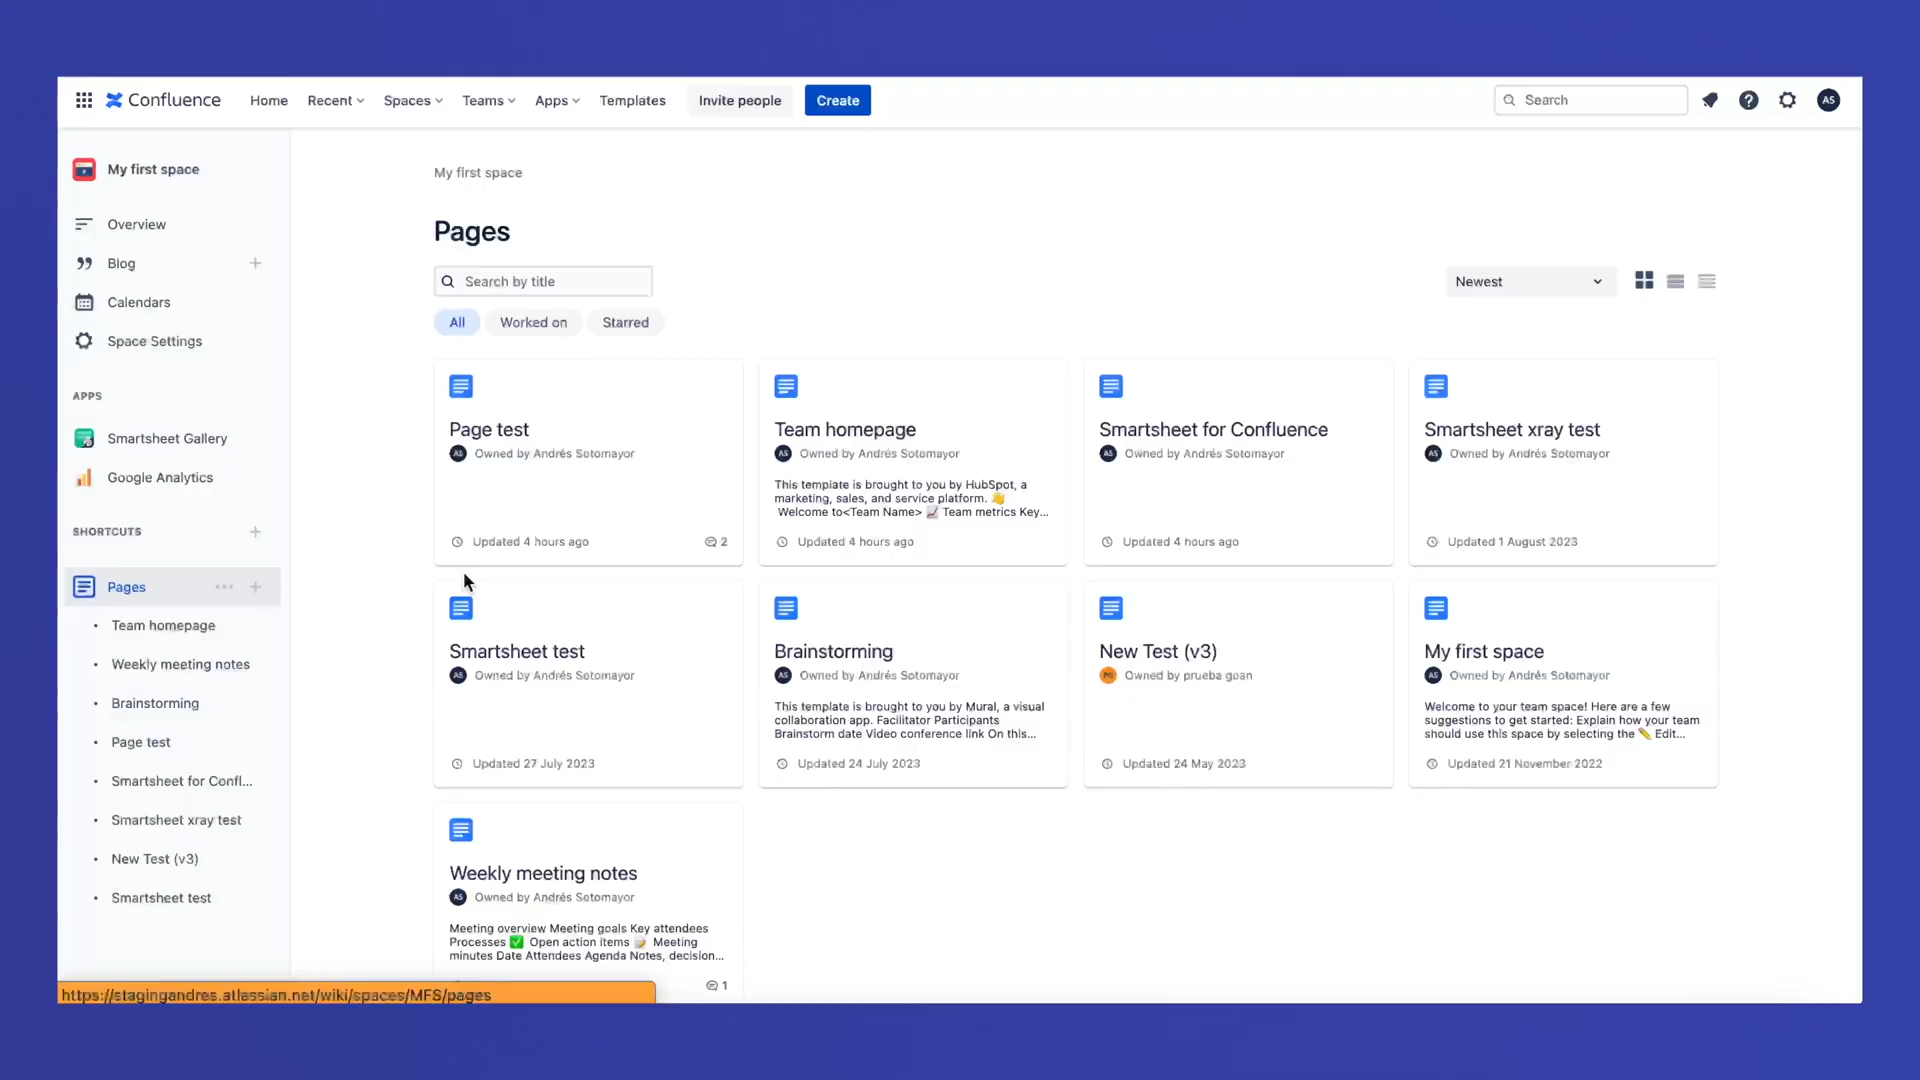 Confluence Home Recent Spaces Teams Apps Templates Invite people Create Search AS
My first space
Overview
Blog
Calendars
Space Settings
APPS
Smartsheet Gallery
Google Analytics
SHORTCUTS
Pages
Team homepage
Weekly meeting notes
Brainstorming
Page test
Smartsheet for Confl...
Smartsheet xray test
New Test (v3)
Smartsheet test
My first space
Pages
Search by title
Newest
All Worked on Starred
Page test
AS Owned by Andrés Sotomayor
Updated 4 hours ago 2
Team homepage
AS Owned by Andrés Sotomayor
This template is brought to you by HubSpot, a
marketing, sales, and service platform. 👋
Welcome to<Team Name> 📈 Team metrics Key...
Updated 4 hours ago
Smartsheet for Confluence
AS Owned by Andrés Sotomayor
Updated 4 hours ago
Smartsheet xray test
AS Owned by Andrés Sotomayor
Updated 1 August 2023
Smartsheet test
AS Owned by Andrés Sotomayor
Updated 27 July 2023
Brainstorming
AS Owned by Andrés Sotomayor
This template is brought to you by Mural, a visual
collaboration app. Facilitator Participants
Brainstorm date Video conference link On this...
Updated 24 July 2023
New Test (v3)
Owned by prueba goan
Updated 24 May 2023
My first space
AS Owned by Andrés Sotomayor
Welcome to your team space! Here are a few
suggestions to get started: Explain how your team
should use this space by selecting the ✏️ Edit...
Updated 21 November 2022
Weekly meeting notes
AS Owned by Andrés Sotomayor
Meeting overview Meeting goals Key attendees
Processes ✅ Open action items 📝 Meeting
minutes Date Attendees Agenda Notes, decision...
1
https://stagingandres.atlassian.net/wiki/spaces/MFS/pages